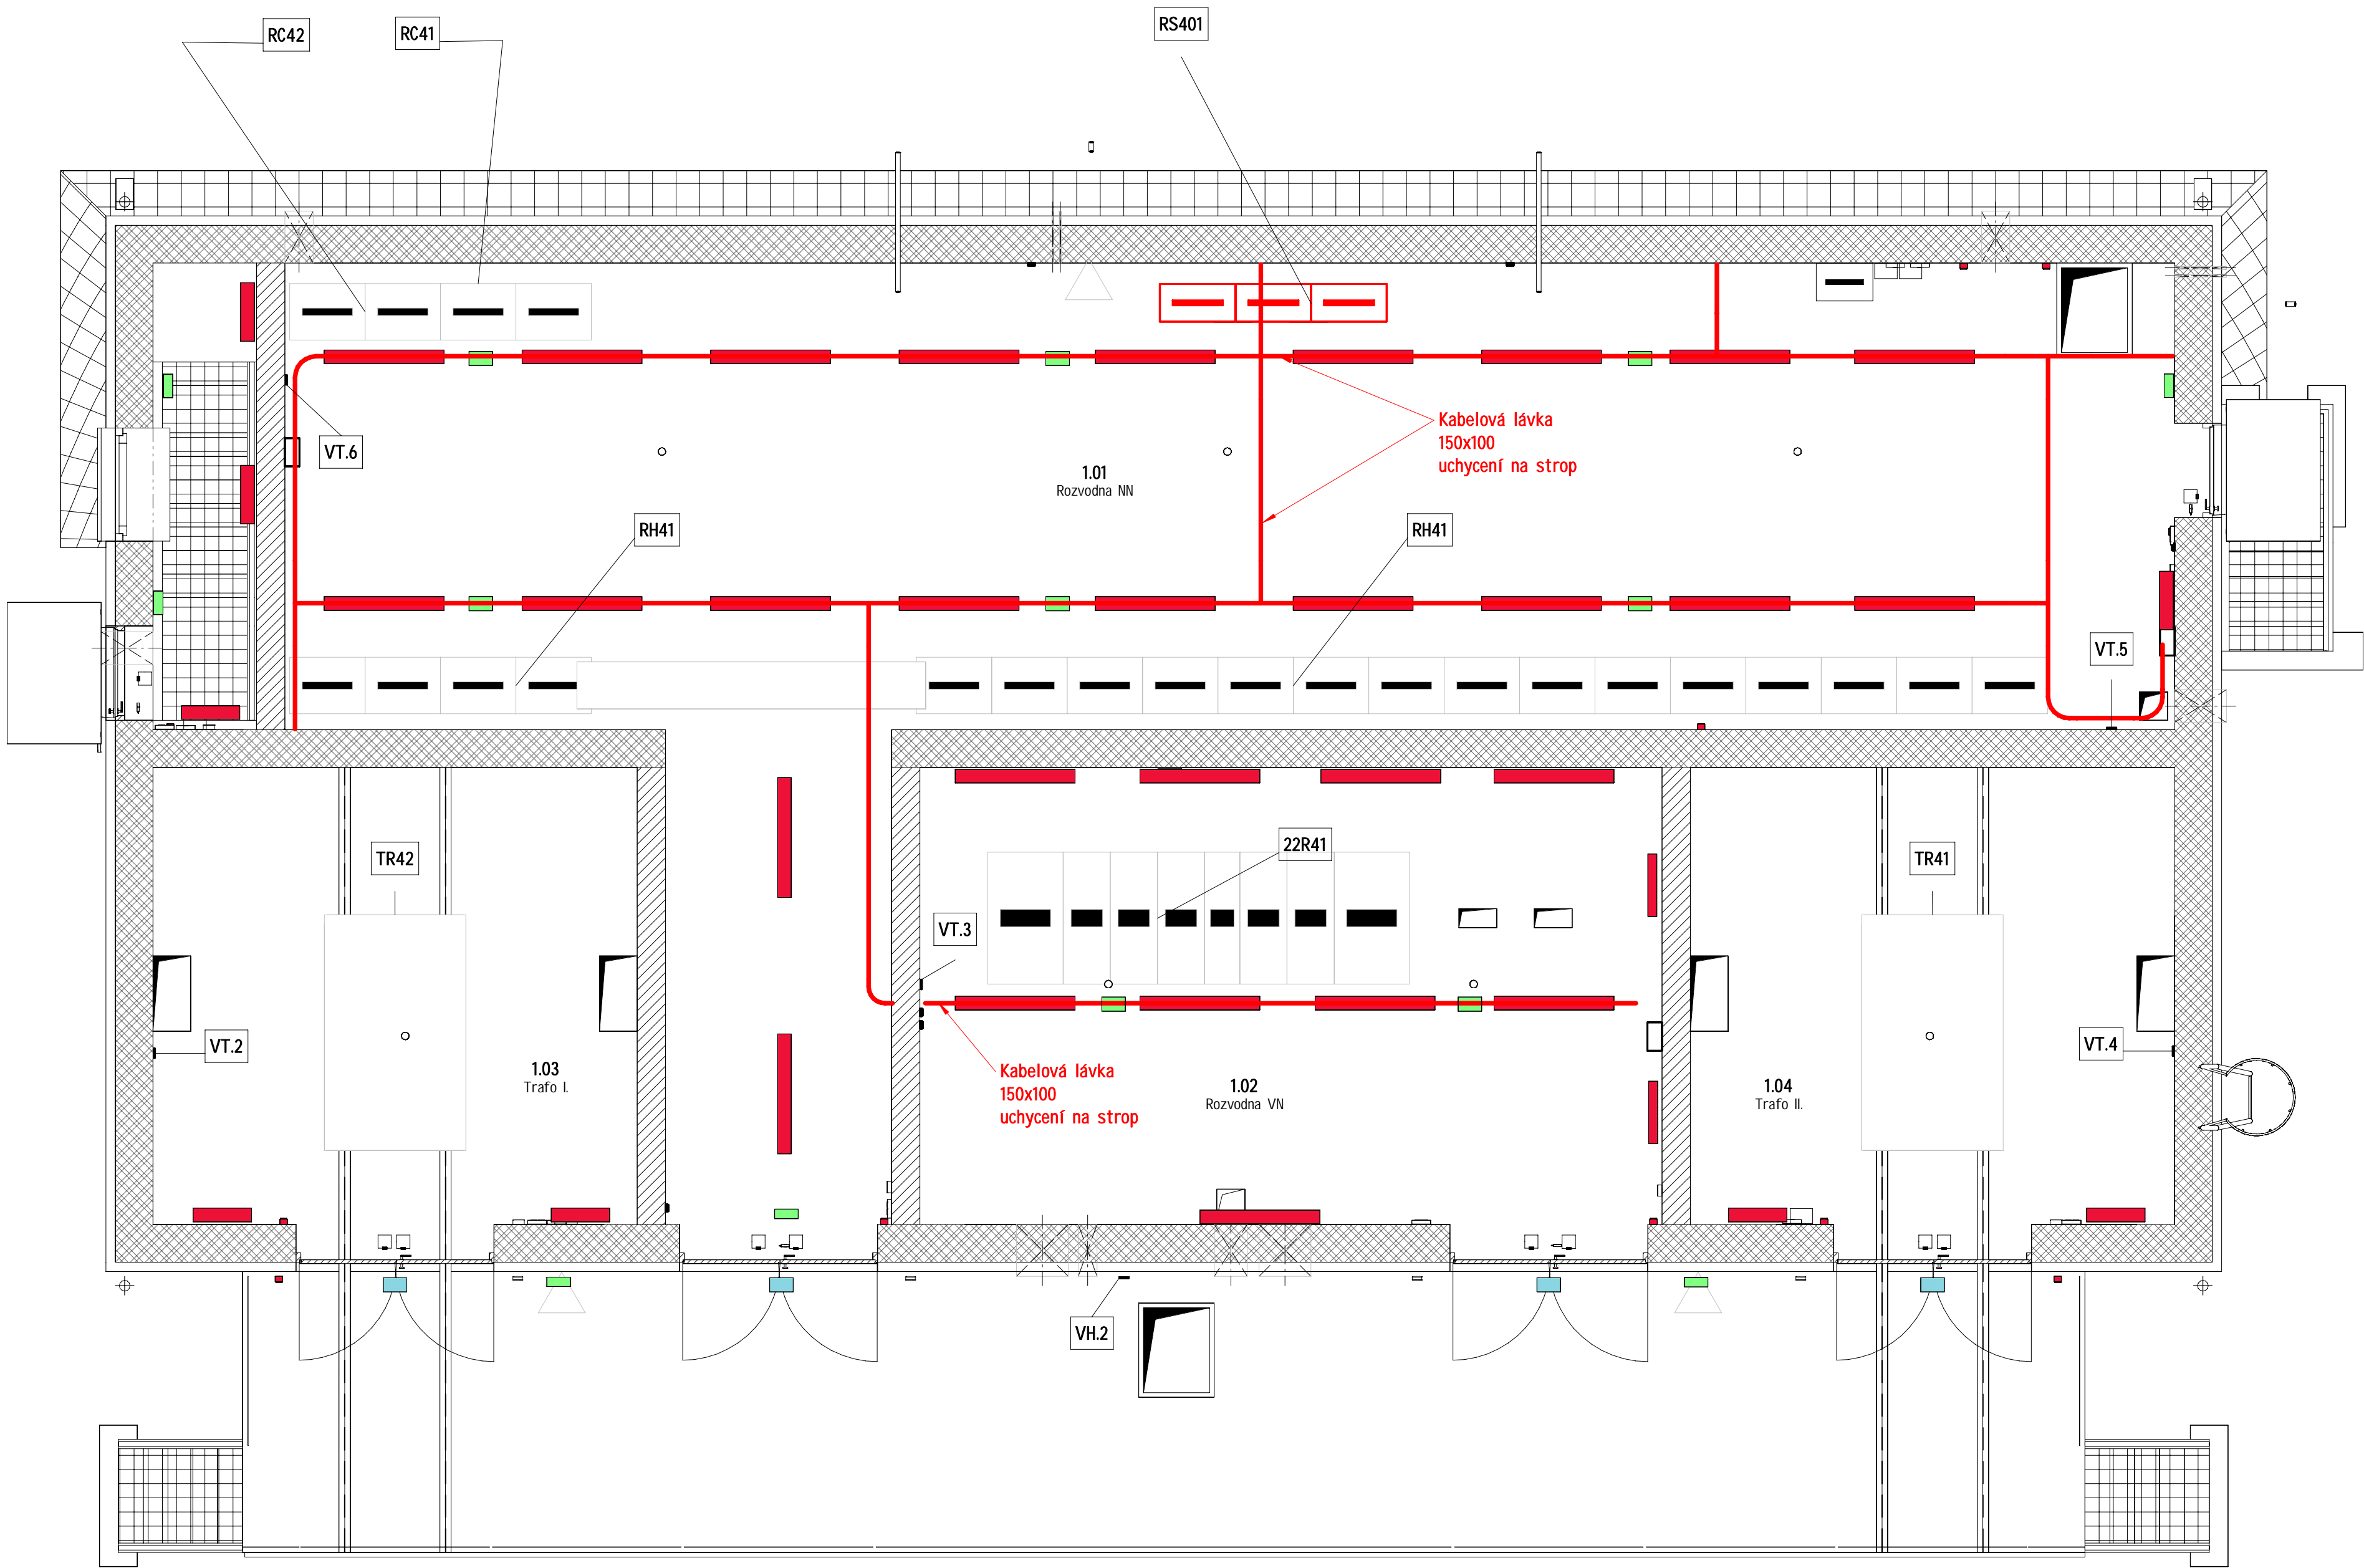 RC42
RC41
RS401
Kabelová lávka
150x100
uchycení na strop
VT.6
1.01
Rozvodna NN
RH41
RH41
VT.5
TR42
22R41
TR41
VT.3
VT.2
VT.4
1.03
Trafo I.
Kabelová lávka
150x100
uchycení na strop
1.02
Rozvodna VN
1.04
Trafo II.
VH.2